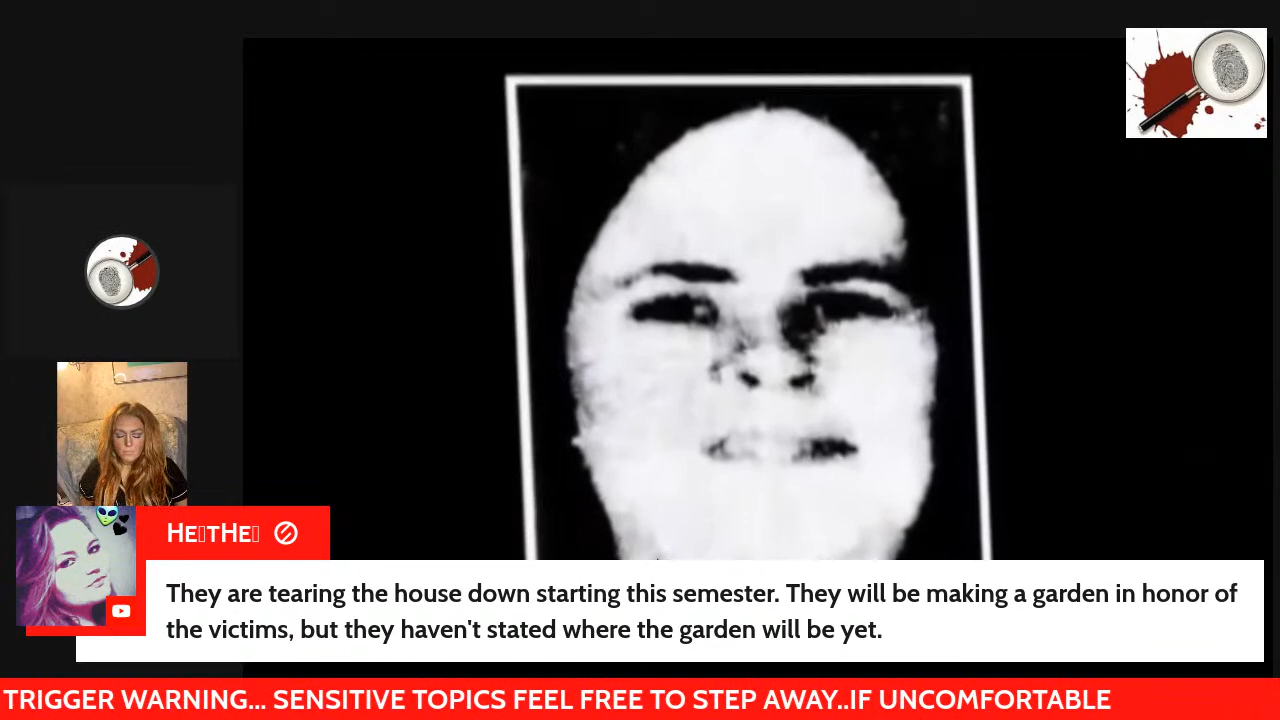 HE▯THE▯
They are tearing the house down starting this semester. They will be making a garden in honor of
the victims, but they haven't stated where the garden will be yet.
TRIGGER WARNING... SENSITIVE TOPICS FEEL FREE TO STEP AWAY..IF UNCOMFORTABLE